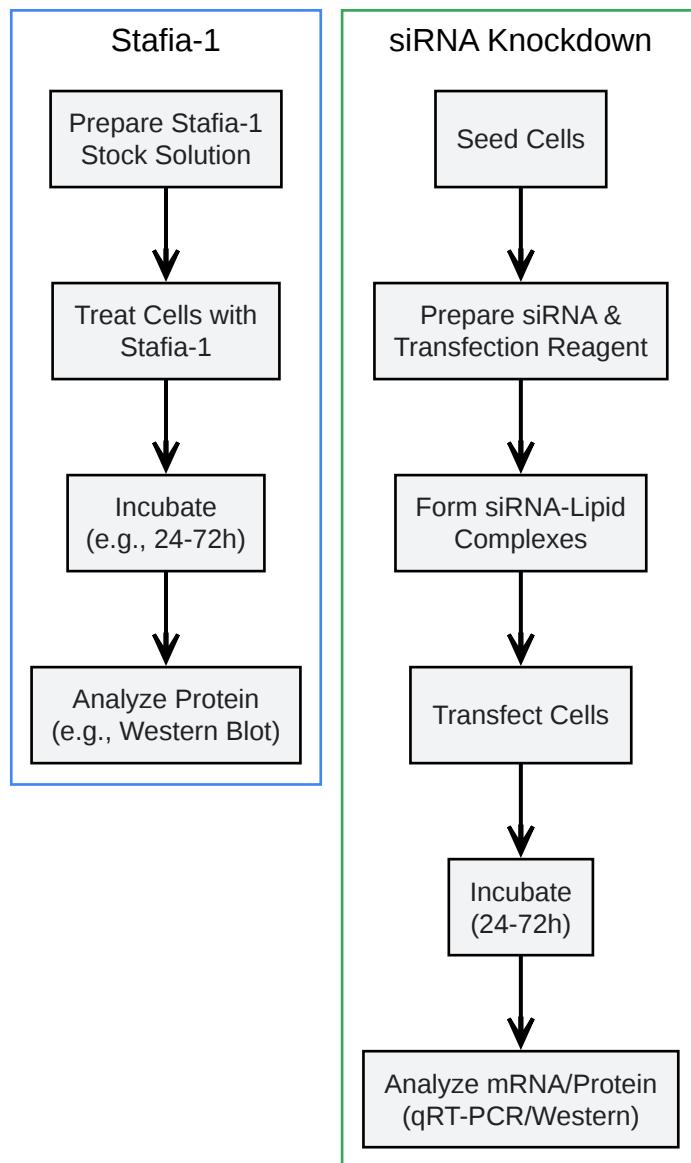 Stafia-1
Prepare Stafia-1
Stock Solution
Treat Cells with
Stafia-1
Incubate
(e.g., 24-72h)
Analyze Protein
(e.g., Western Blot)
siRNA Knockdown
Seed Cells
Prepare siRNA &
Transfection Reagent
Form siRNA-Lipid
Complexes
Transfect Cells
Incubate
(24-72h)
Analyze mRNA/Protein
(qRT-PCR/Western)